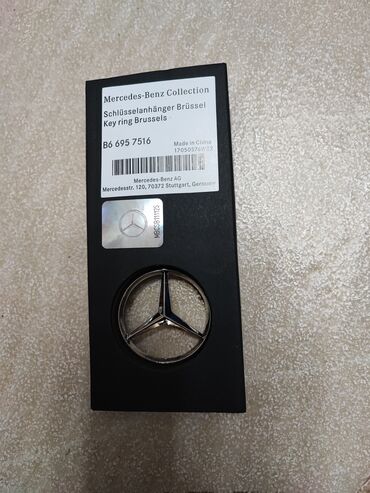 Mercedes-Benz Collection
Schlüsselanhänger Brüssel
Key ring Brussels
B6 695 7516
Made in China
Mercedes-Benz AG
Mercedesstr. 120, 70372 Stuttgart, Germany